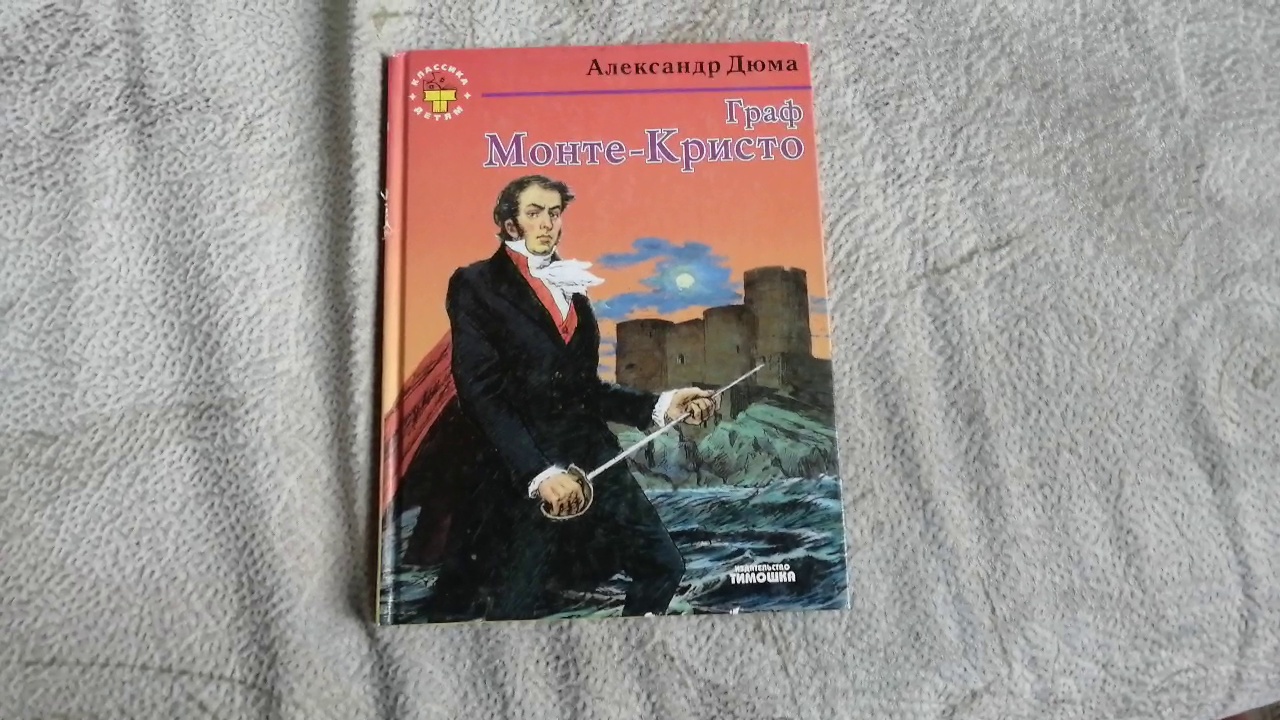 КЛАССИКА
ДЕТЯМ
Александр Дюма
Граф
Монте-Кристо
ИЗДАТЕЛЬСТВО
ТИМОШКА